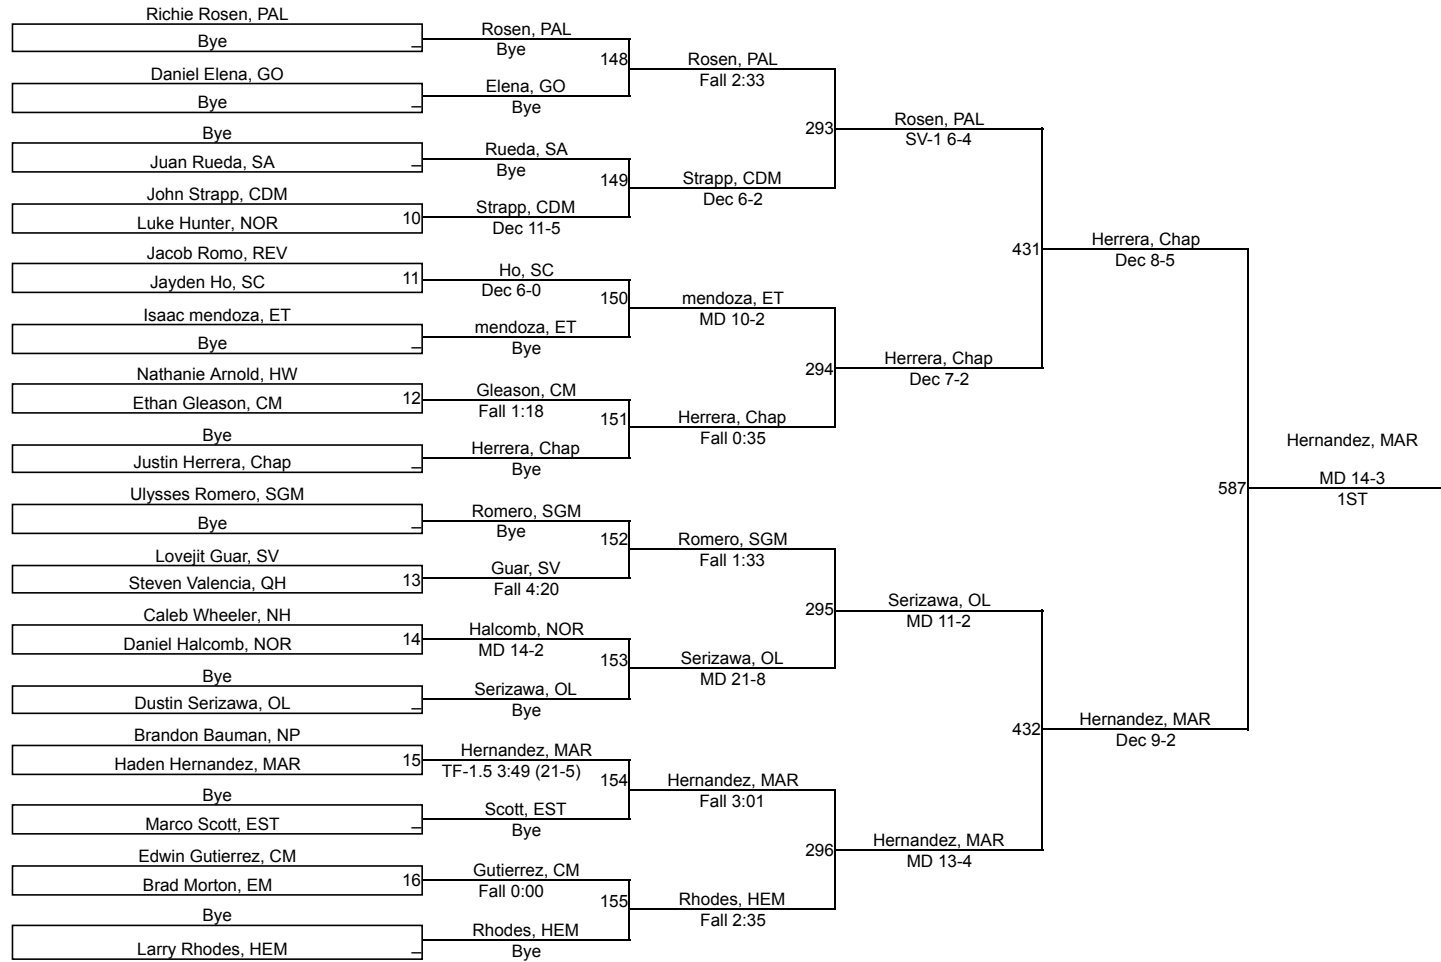 Richie Rosen, PAL
Bye
Daniel Elena, GO
Bye
Bye
Juan Rueda, SA
John Strapp, CDM
Luke Hunter, NOR
10
Jacob Romo, REV
Jayden Ho, SC
11
Isaac mendoza, ET
Bye
Nathanie Arnold, HW
Ethan Gleason, CM
12
Bye
Justin Herrera, Chap
Ulysses Romero, SGM
Bye
Lovejit Guar, SV
Steven Valencia, QH
13
Caleb Wheeler, NH
Daniel Halcomb, NOR
14
Bye
Dustin Serizawa, OL
Brandon Bauman, NP
Haden Hernandez, MAR
15
Bye
Marco Scott, EST
Edwin Gutierrez, CM
Brad Morton, EM
16
Bye
Larry Rhodes, HEM
Rosen, PAL
Bye
148
Elena, GO
Bye
Rueda, SA
Bye
149
Strapp, CDM
Dec 11-5
Ho, SC
Dec 6-0
150
mendoza, ET
Bye
Gleason, CM
Fall 1:18
151
Herrera, Chap
Bye
Romero, SGM
Bye
152
Guar, SV
Fall 4:20
Halcomb, NOR
MD 14-2
153
Serizawa, OL
Bye
Hernandez, MAR
TF-1.5 3:49 (21-5)
154
Scott, EST
Bye
Gutierrez, CM
Fall 0:00
155
Rhodes, HEM
Bye
Rosen, PAL
Fall 2:33
293
Strapp, CDM
Dec 6-2
mendoza, ET
MD 10-2
294
Herrera, Chap
Fall 0:35
Romero, SGM
Fall 1:33
295
Serizawa, OL
MD 21-8
Hernandez, MAR
Fall 3:01
296
Rhodes, HEM
Fall 2:35
Rosen, PAL
SV-1 6-4
431
Herrera, Chap
Dec 7-2
Serizawa, OL
MD 11-2
432
Hernandez, MAR
MD 13-4
Herrera, Chap
Dec 8-5
587
Hernandez, MAR
Dec 9-2
Hernandez, MAR
MD 14-3
1ST